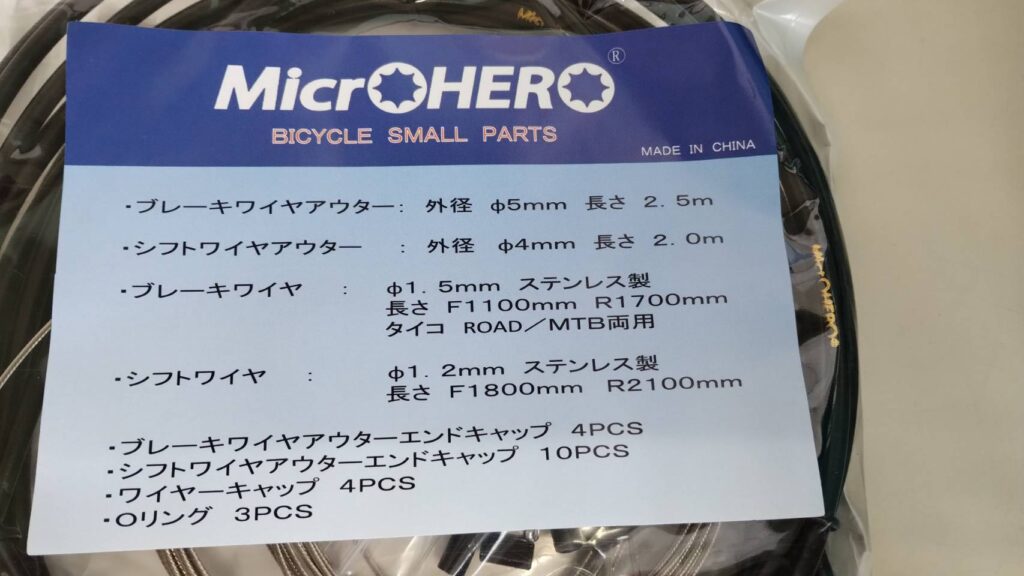 MicrOHERO®
BICYCLE SMALL PARTS
MADE IN CHINA
・ブレーキワイヤアウター: 外径 φ5mm 長さ 2.5m
・シフトワイヤアウター : 外径 φ4mm 長さ 2.0m
・ブレーキワイヤ : φ1.5mm ステンレス製
長さ F1100mm R1700mm
タイコ ROAD/MTB両用
・シフトワイヤ : φ1.2mm ステンレス製
長さ F1800mm R2100mm
・ブレーキワイヤアウターエンドキャップ 4PCS
・シフトワイヤアウターエンドキャップ 10PCS
・ワイヤーキャップ 4PCS
・Oリング 3PCS